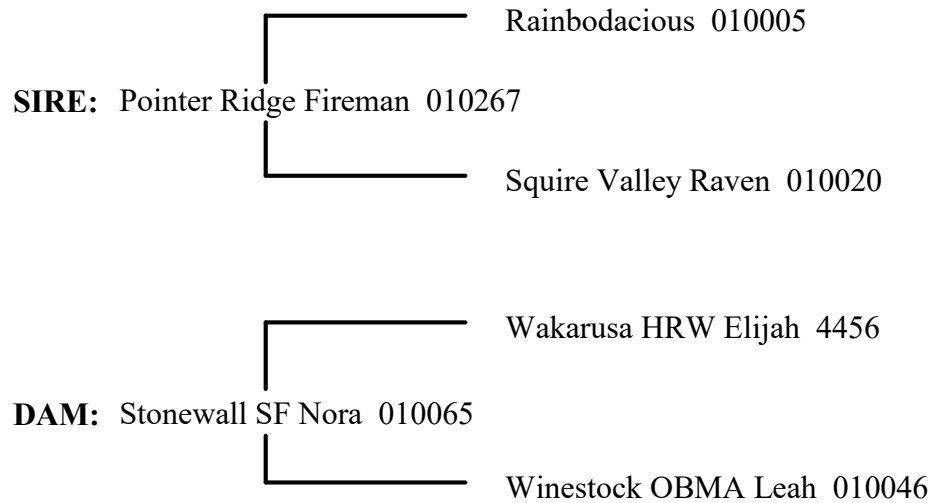 Rainbodacious 010005
SIRE: Pointer Ridge Fireman 010267
Squire Valley Raven 010020
Wakarusa HRW Elijah 4456
DAM: Stonewall SF Nora 010065
Winestock OBMA Leah 010046